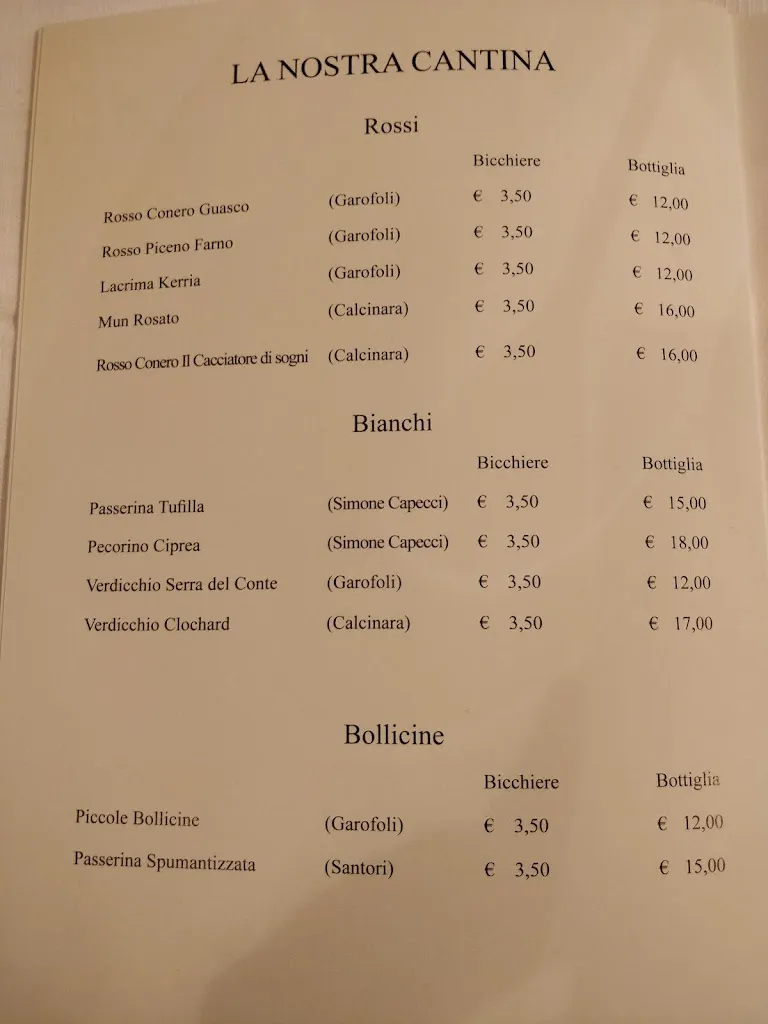 LA NOSTRA CANTINA
Rossi
Bicchiere Bottiglia
Rosso Conero Guasco (Garofoli) € 3,50 € 12,00
Rosso Piceno Farno (Garofoli) € 3,50 € 12,00
Lacrima Kerria (Garofoli) € 3,50 € 12,00
Mun Rosato (Calcinara) € 3,50 € 16,00
Rosso Conero Il Cacciatore di sogni (Calcinara) € 3,50 € 16,00
Bianchi
Bicchiere Bottiglia
Passerina Tufilla (Simone Capecci) € 3,50 € 15,00
Pecorino Ciprea (Simone Capecci) € 3,50 € 18,00
Verdicchio Serra del Conte (Garofoli) € 3,50 € 12,00
Verdicchio Clochard (Calcinara) € 3,50 € 17,00
Bollicine
Bicchiere Bottiglia
Piccole Bollicine (Garofoli) € 3,50 € 12,00
Passerina Spumantizzata (Santori) € 3,50 € 15,00